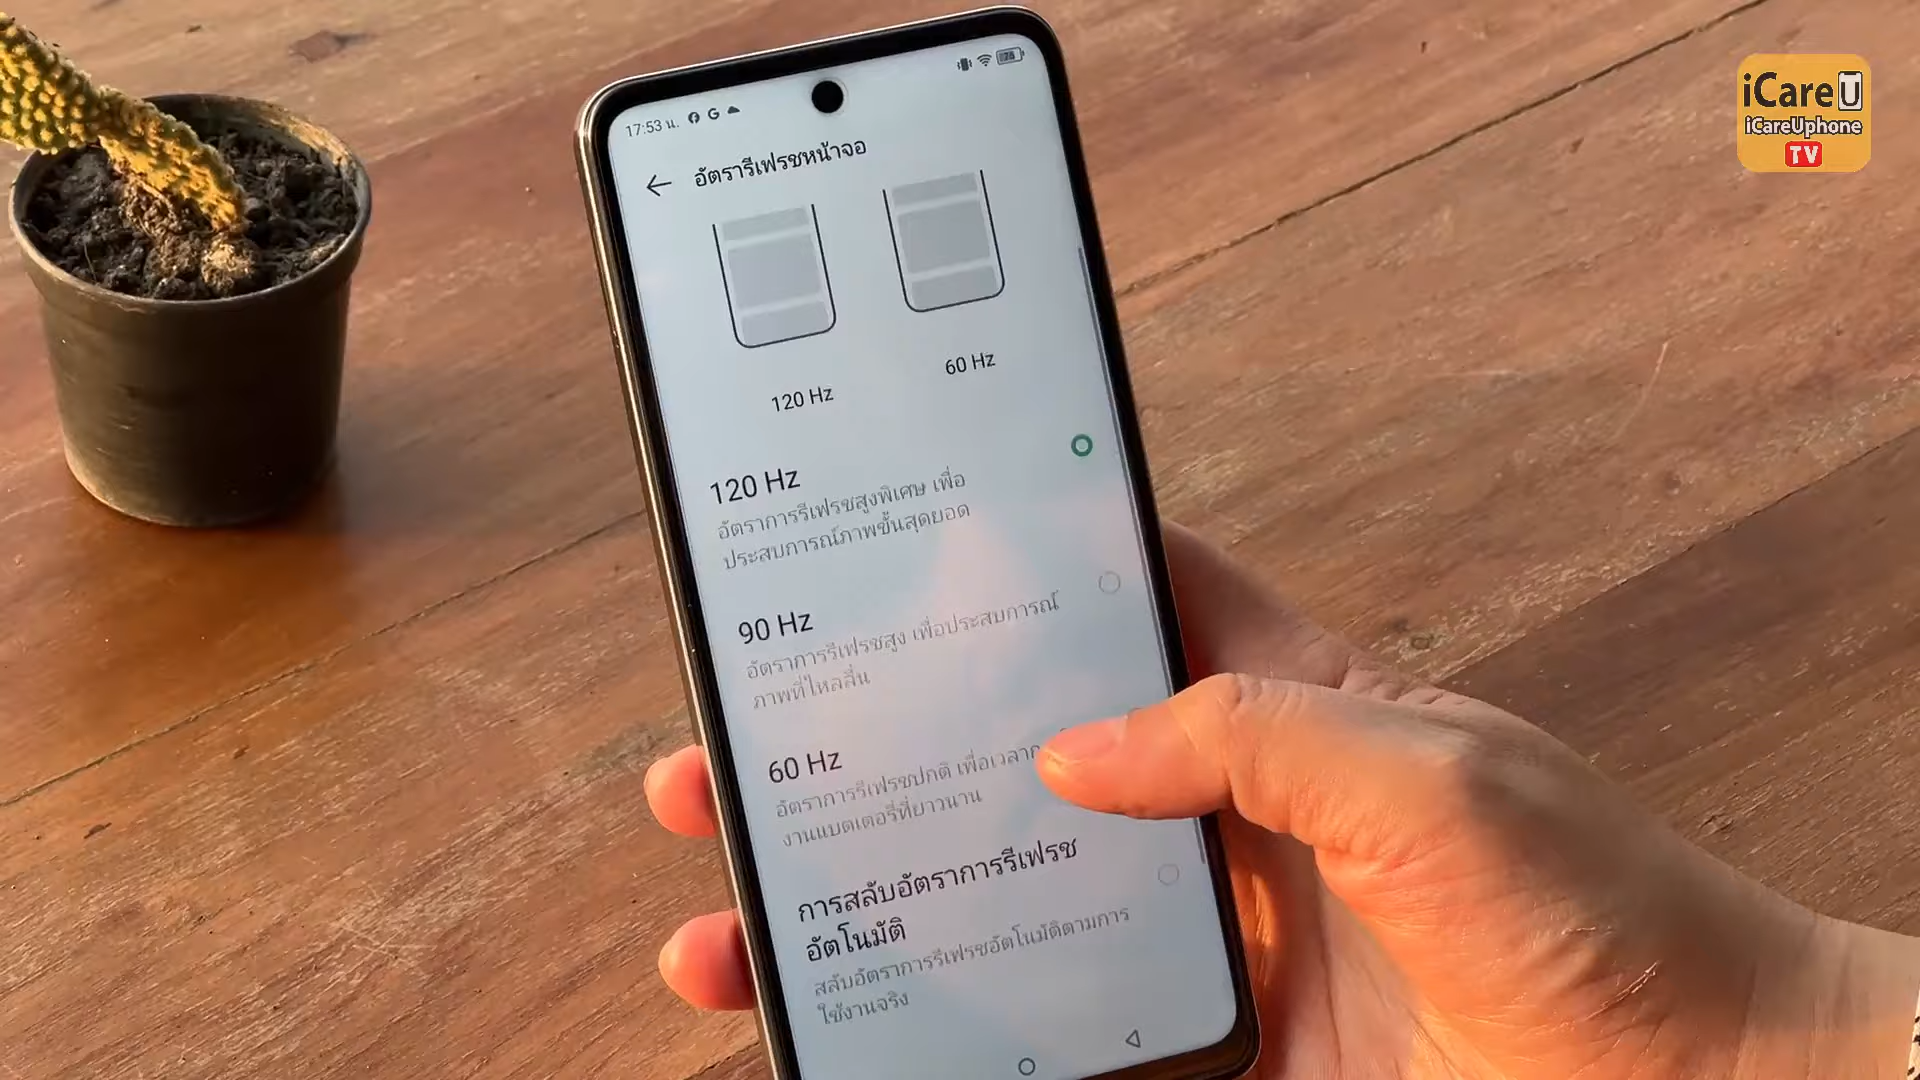 iCareU
iCareUphone
TV
17:53 น.
อัตรารีเฟรชหน้าจอ
120 Hz
60 Hz
120 Hz
อัตราการรีเฟรชสูงพิเศษ เพื่อ
ประสบการณ์ภาพขั้นสุดยอด
90 Hz
อัตราการรีเฟรชสูง เพื่อประสบการณ์
ภาพที่ไหลลื่น
60 Hz
อัตราการรีเฟรชปกติ เพื่อเวลา
งานแบตเตอรี่ที่ยาวนาน
การสลับอัตราการรีเฟรช
อัตโนมัติ
สลับอัตราการรีเฟรชอัตโนมัติตามการ
ใช้งานจริง